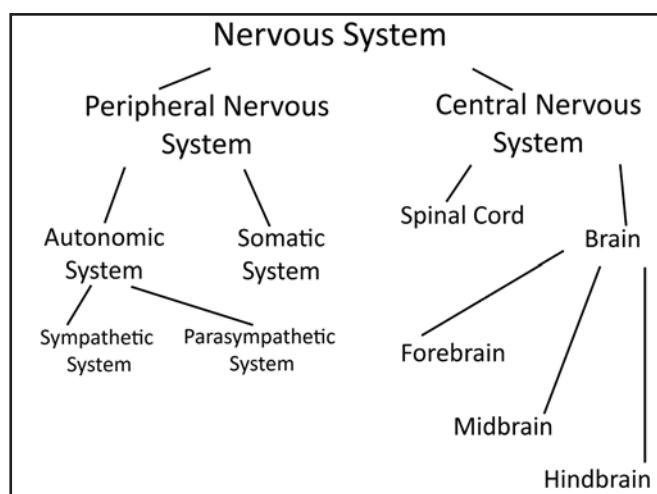 Nervous System
Peripheral Nervous
System
Central Nervous
System
Autonomic
System
Somatic
System
Sympathetic
System
Parasympathetic
System
Spinal Cord
Brain
Forebrain
Midbrain
Hindbrain